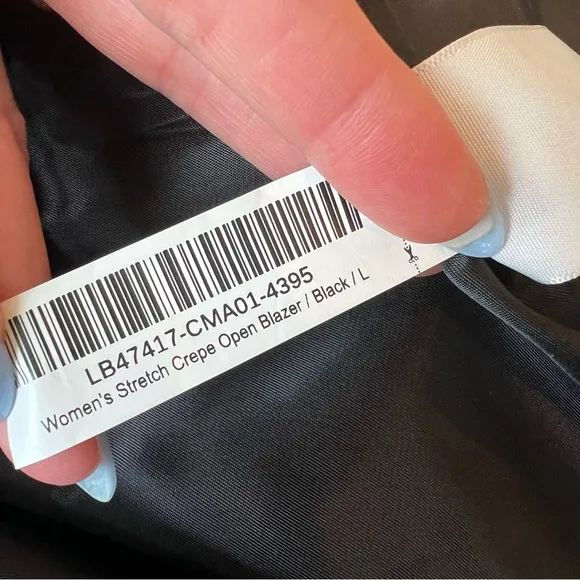 LB47417-CMA01-4395
Women's Stretch Crepe Open Blazer / Black / L